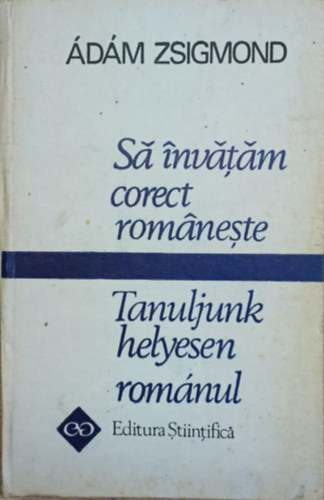 ÁDÁM ZSIGMOND
Să învățăm
corect
românește
Tanuljunk
helyesen
románul
Editura Științifică